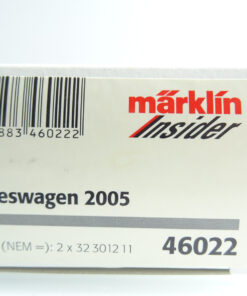 märklin
Insider
883 460222
eswagen 2005
(NEM =): 2 x 32 3012 11
46022